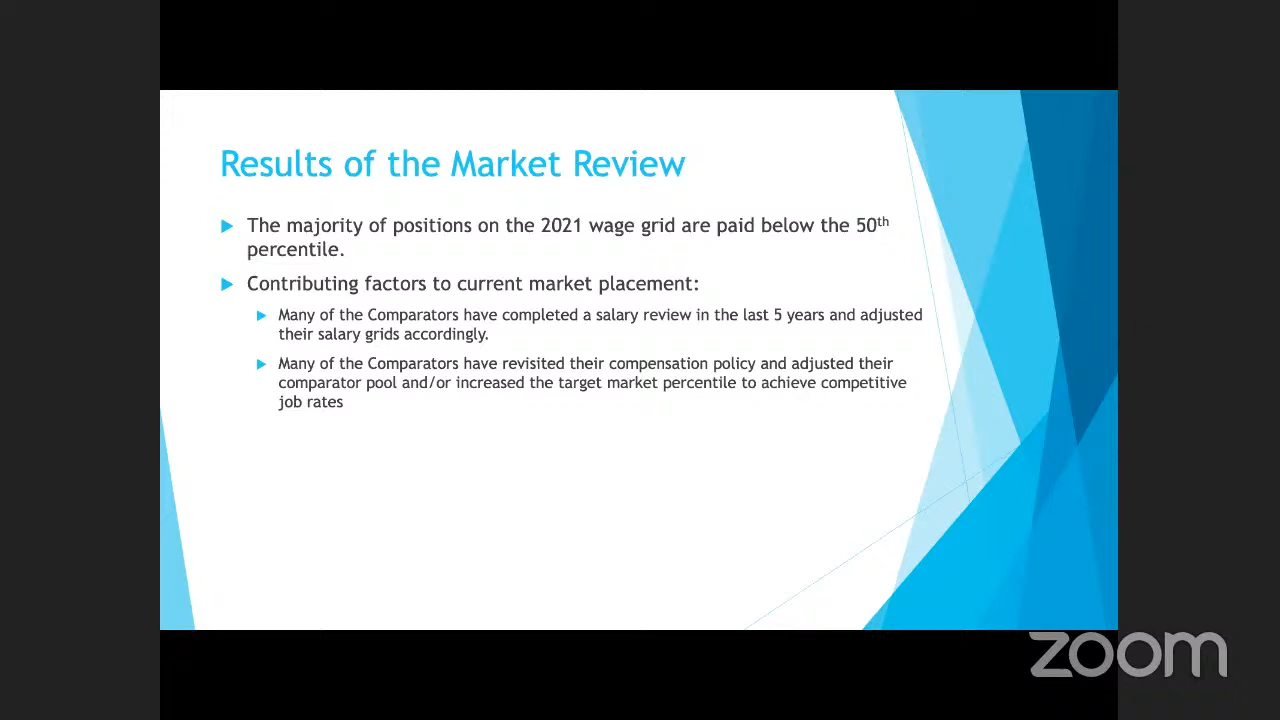 Results of the Market Review
The majority of positions on the 2021 wage grid are paid below the 50th
percentile.
Contributing factors to current market placement:
Many of the Comparators have completed a salary review in the last 5 years and adjusted
their salary grids accordingly.
Many of the Comparators have revisited their compensation policy and adjusted their
comparator pool and/or increased the target market percentile to achieve competitive
job rates
zoom